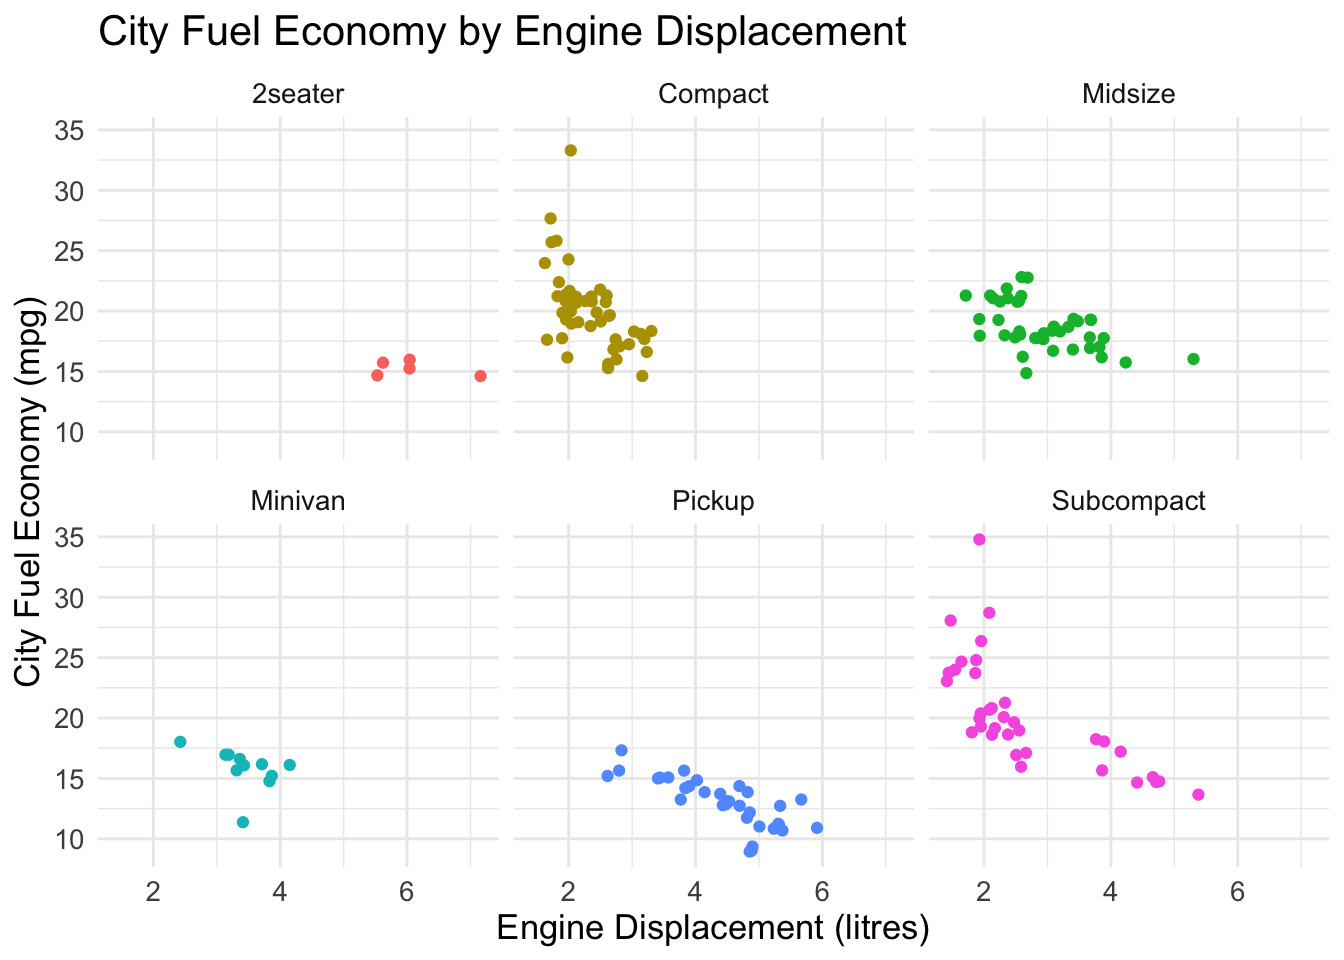 City Fuel Economy by Engine Displacement
2seater
Compact
Midsize
35
30
25
20
15
10
Minivan
Pickup
Subcompact
35
30
25
20
15
10
City Fuel Economy (mpg)
2 4 6
2 4 6
2 4 6
Engine Displacement (litres)